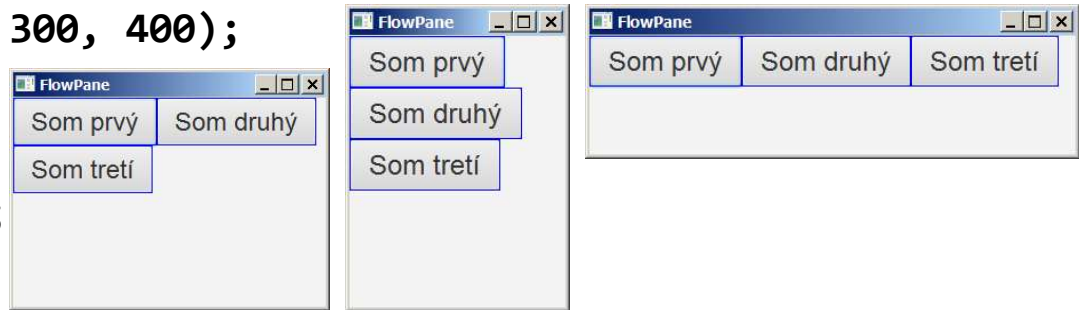 300, 400);
FlowPane
Som prvý Som druhý
Som tretí
FlowPane
Som prvý
Som druhý
Som tretí
FlowPane
Som prvý Som druhý Som tretí